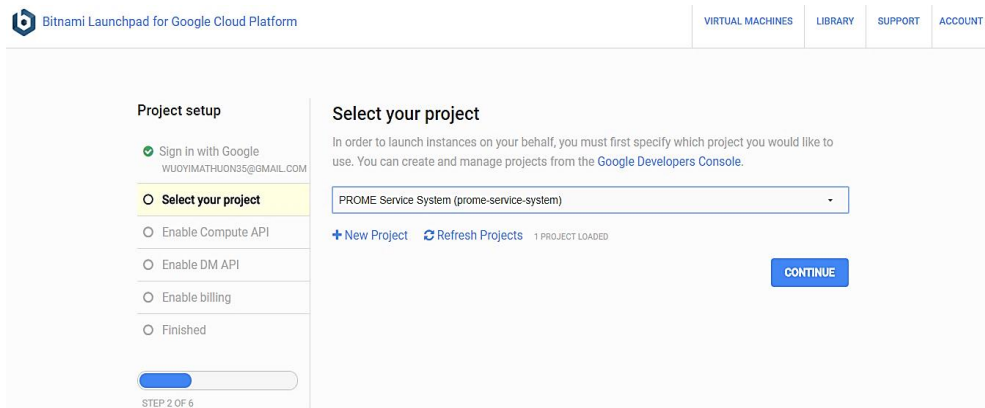 Bitnami Launchpad for Google Cloud Platform
VIRTUAL MACHINES
LIBRARY
SUPPORT
ACCOUNT
Project setup
Sign in with Google
WUOYIMATHUON35@GMAIL.COM
Select your project
Enable Compute API
Enable DM API
Enable billing
Finished
STEP 2 OF 6
Select your project
In order to launch instances on your behalf, you must first specify which project you would like to
use. You can create and manage projects from the Google Developers Console.
PROME Service System (prome-service-system)
New Project
Refresh Projects
1 PROJECT LOADED
CONTINUE